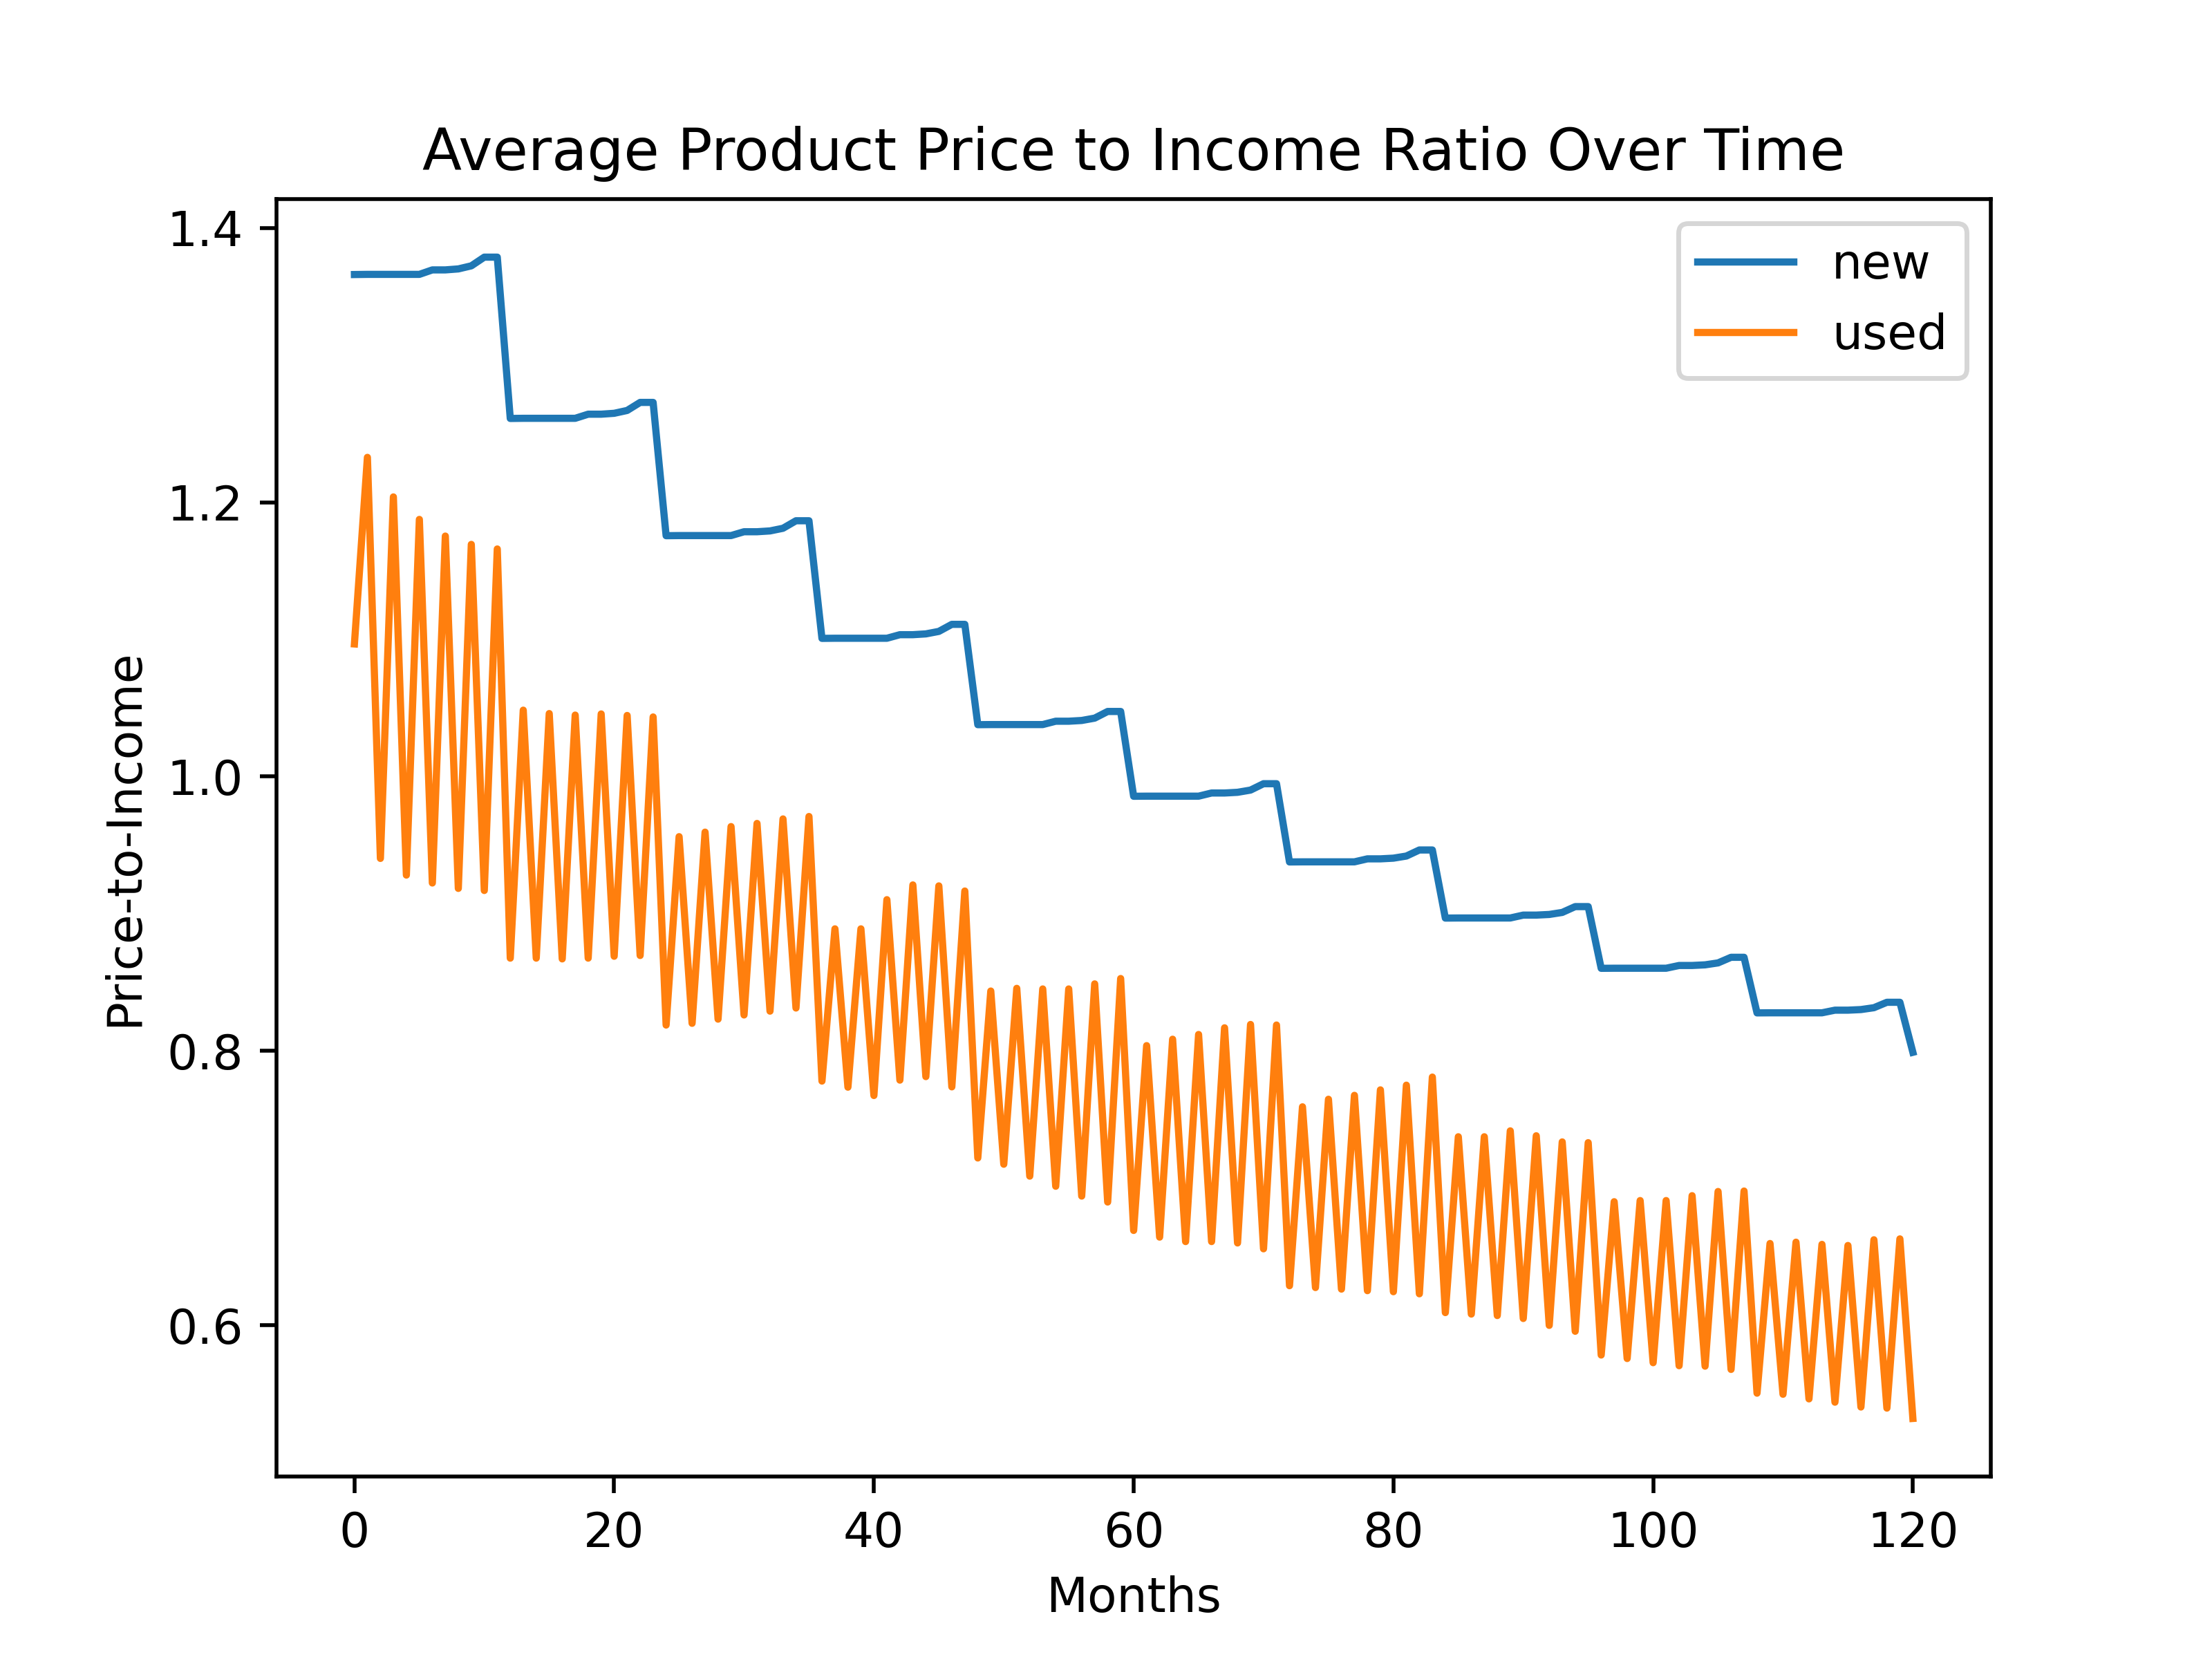 Average Product Price to Income Ratio Over Time
1.4
1.2
1.0
0.8
0.6
Price-to-Income
new
used
0 20 40 60 80 100 120
Months